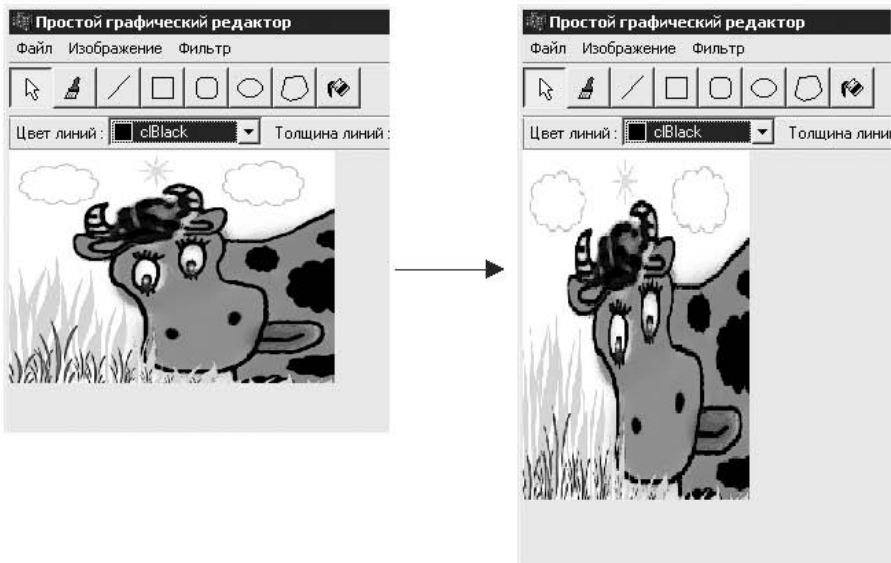 Простой графический редактор
Файл Изображение Фильтр
Цвет линий : clBlack Толщина линий :
Простой графический редактор
Файл Изображение Фильтр
Цвет линий : clBlack Толщина лини